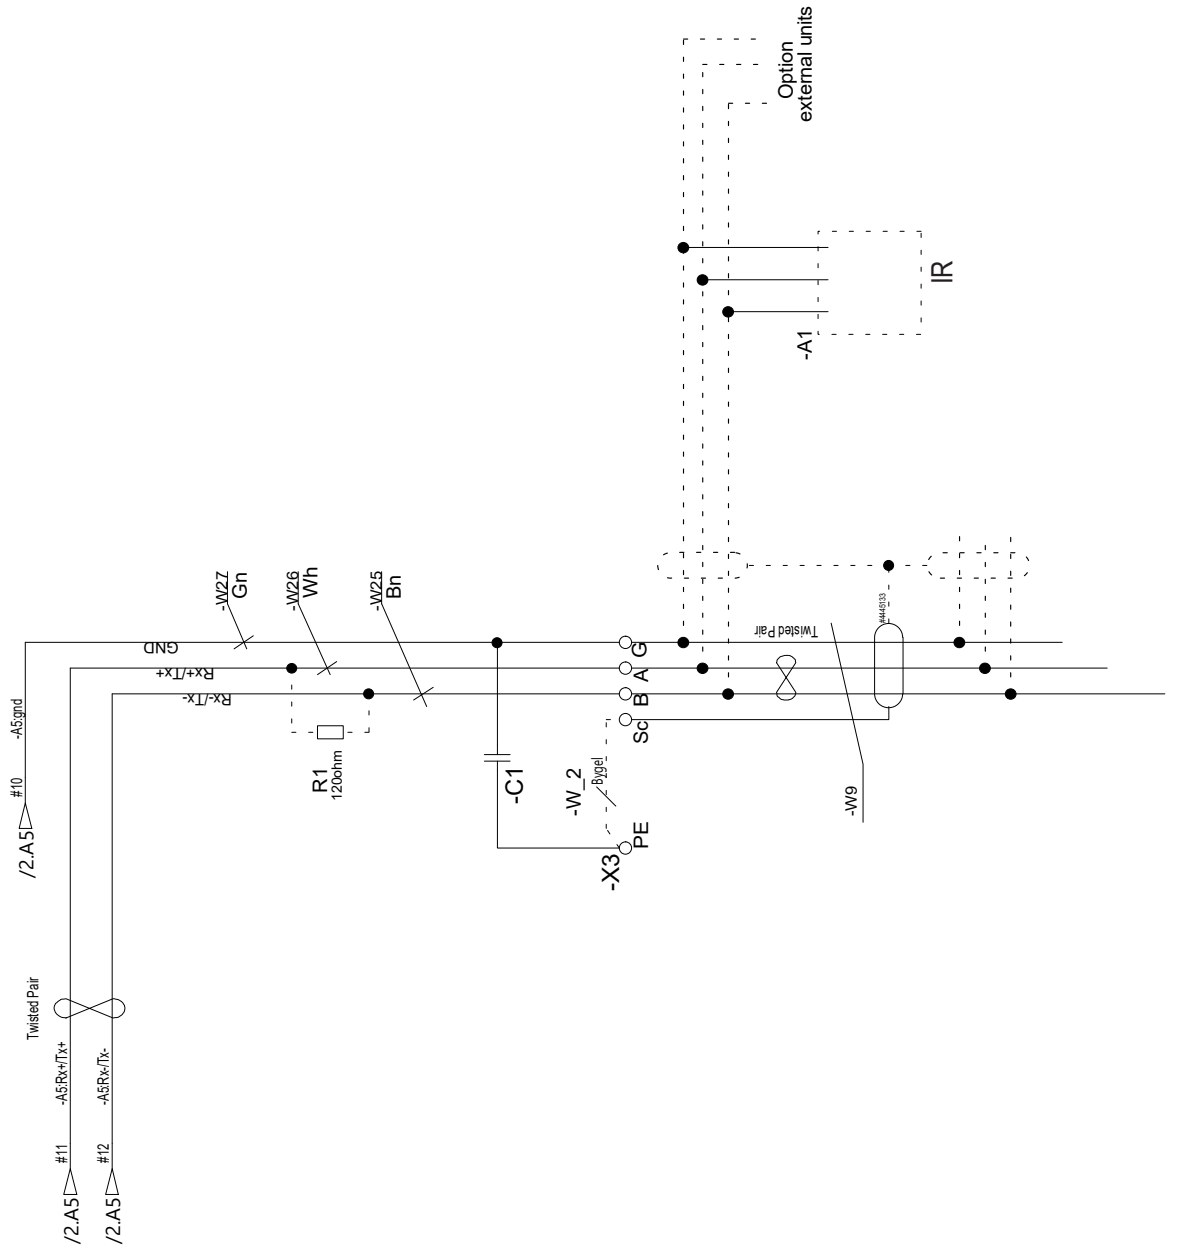 Option
external units
IR
-A1
-W27
Gn
-W26
Wh
-W25
Bn
GND
Rx+/Tx+
Rx-/Tx-
G
A
B
Sc
PE
Twisted Pair
#4445133
R1
120ohm
-C1
-W_2
Bygel
-X3
-W9
-A5:gnd
#10
/2.A5
Twisted Pair
-A5:Rx+/Tx+
-A5:Rx-/Tx-
#11
#12
/2.A5
/2.A5